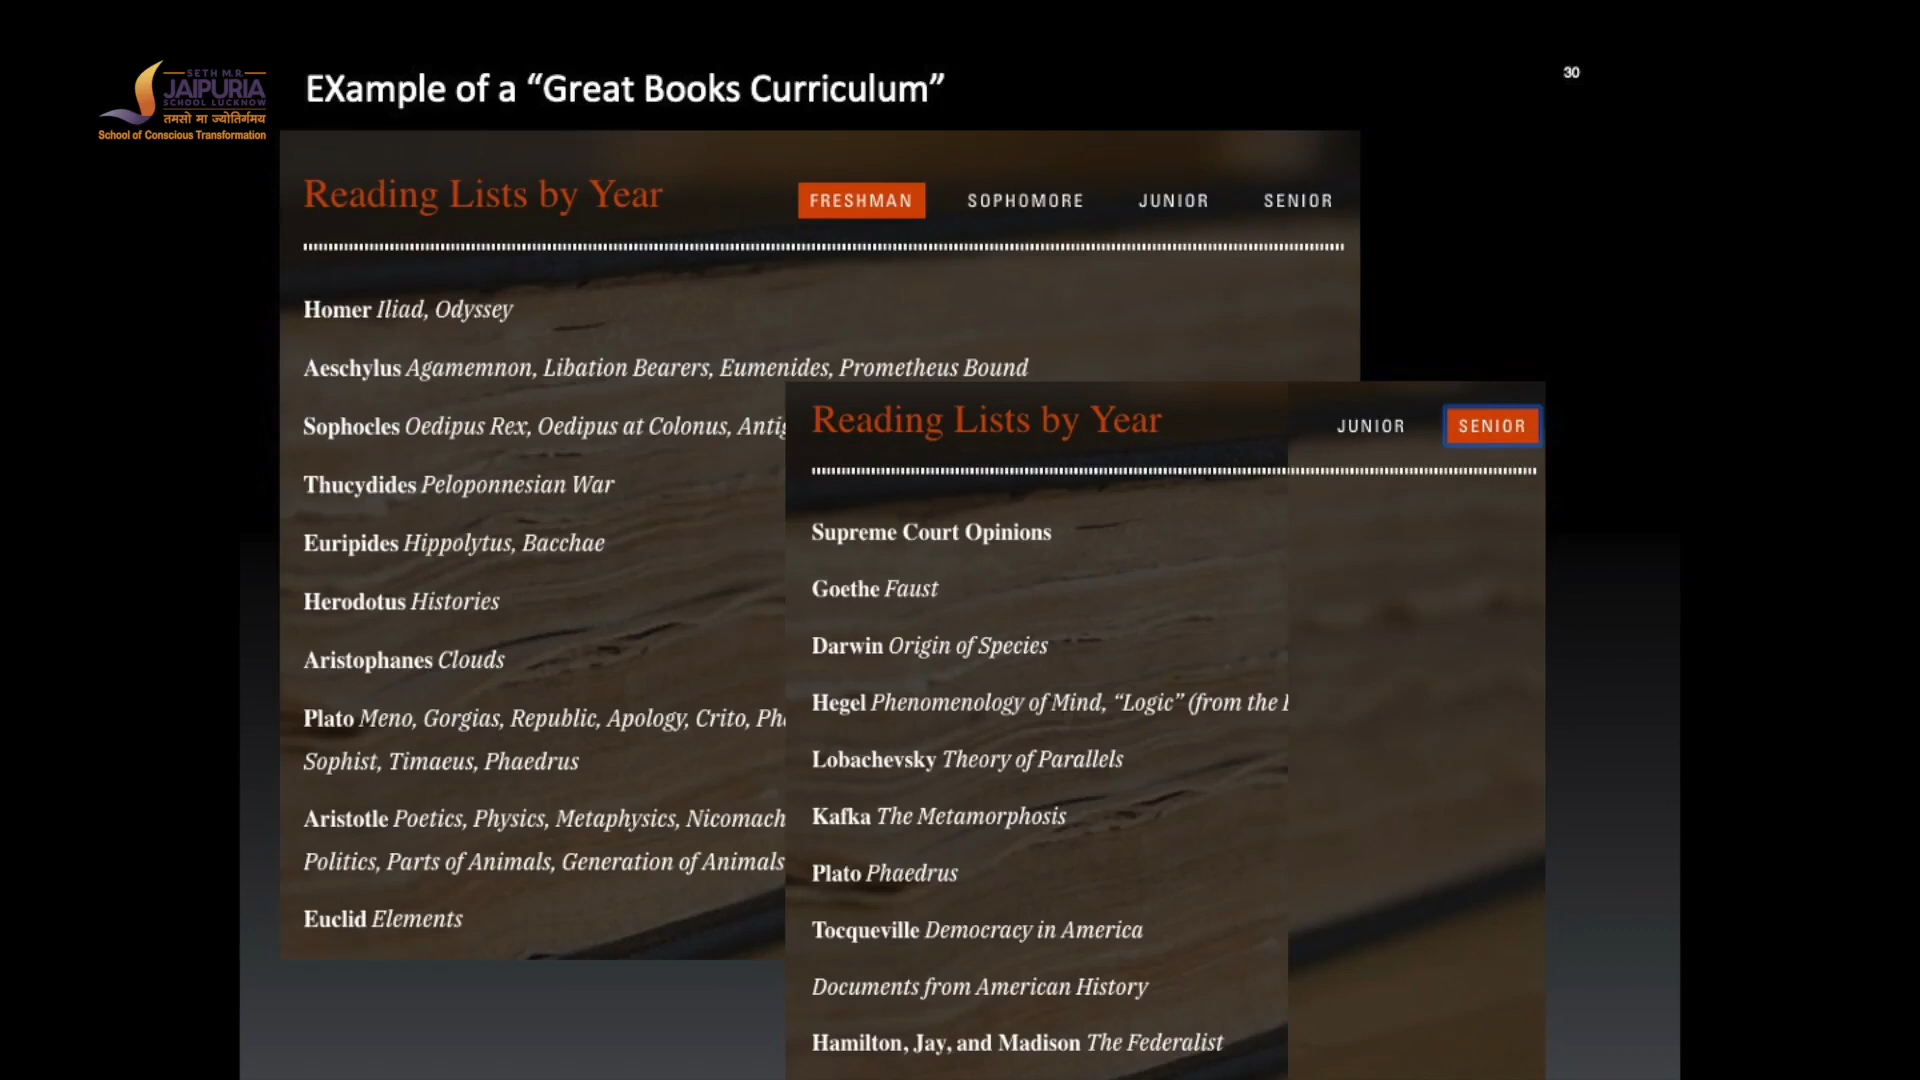 SETH M.R.
JAIPURIA
SCHOOL LUCKNOW
तमसो मा ज्योतिर्गमय
School of Conscious Transformation
EXample of a “Great Books Curriculum”
30
Reading Lists by Year
FRESHMAN SOPHOMORE JUNIOR SENIOR
Homer Iliad, Odyssey
Aeschylus Agamemnon, Libation Bearers, Eumenides, Prometheus Bound
Sophocles Oedipus Rex, Oedipus at Colonus,
Thucydides Peloponnesian War
Euripides Hippolytus, Bacchae
Herodotus Histories
Aristophanes Clouds
Plato Meno, Gorgias, Republic, Apology, Crito,
Sophist, Timaeus, Phaedrus
Aristotle Poetics, Physics, Metaphysics,
Politics, Parts of Animals, Generation of Animals
Euclid Elements
Reading Lists by Year
JUNIOR SENIOR
Supreme Court Opinions
Goethe Faust
Darwin Origin of Species
Hegel Phenomenology of Mind, “Logic” (from the
Lobachevsky Theory of Parallels
Kafka The Metamorphosis
Plato Phaedrus
Tocqueville Democracy in America
Documents from American History
Hamilton, Jay, and Madison The Federalist